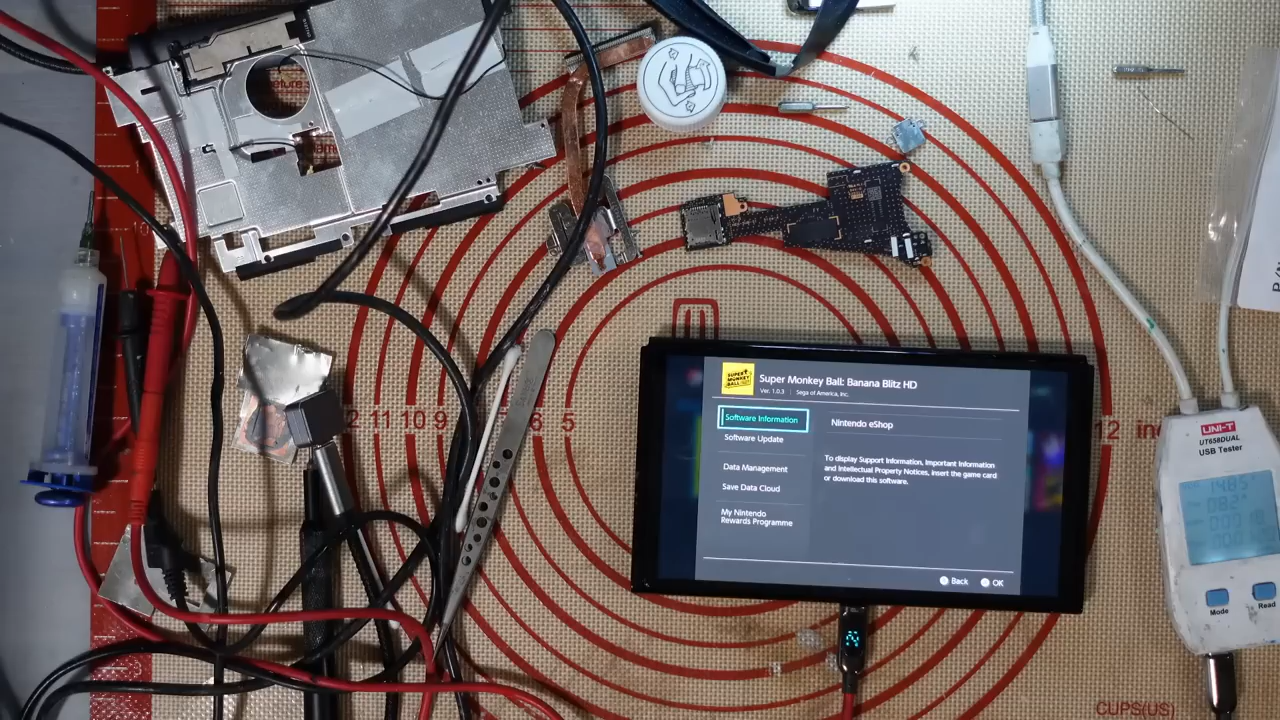 SUPER
MONKEY
BALL
Super Monkey Ball: Banana Blitz HD
Ver. 1.0.3 | Sega of America, Inc.
Software Information
Software Update
Data Management
Save Data Cloud
My Nintendo
Rewards Programme
Nintendo eShop
To display Support Information, Important Information
and Intellectual Property Notices, insert the game card
or download this software.
Back
OK
11 10 9
6 5
12
UNI-T
UT658DUAL
USB Tester
Mode
Read
CUPS(US)